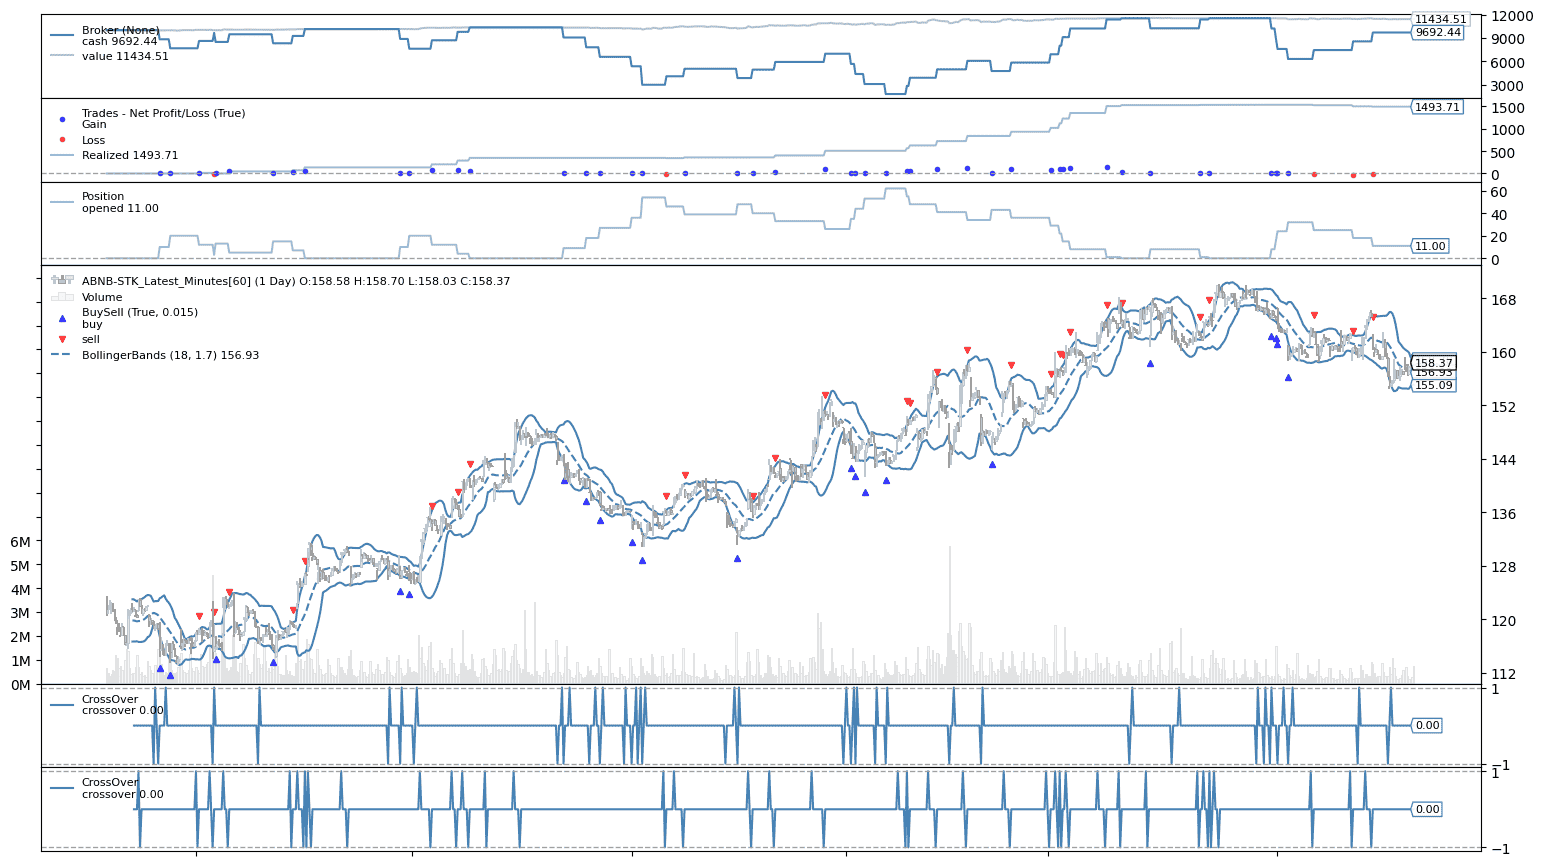 Broker (None)
cash 9692.44
value 11434.51
11434.51
9692.44
12000
9000
6000
3000
Trades - Net Profit/Loss (True)
Gain
Loss
Realized 1493.71
1493.71
1500
1000
500
0
Position
opened 11.00
11.00
60
40
20
0
ABNB-STK_Latest_Minutes[60] (1 Day) O:158.58 H:158.70 L:158.03 C:158.37
Volume
BuySell (True, 0.015)
buy
sell
BollingerBands (18, 1.7) 156.93
158.37
156.93
155.09
168
160
152
144
136
128
120
112
6M
5M
4M
3M
2M
1M
0M
CrossOver
crossover 0.00
0.00
1
−1
CrossOver
crossover 0.00
0.00
1
−1